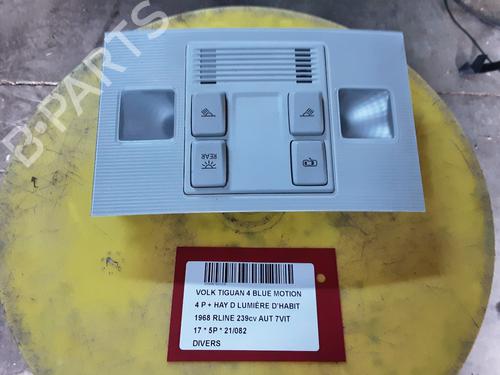 B-PARTS
REAR
VOLK TIGUAN 4 BLUE MOTION
4 P + HAY D LUMIÈRE D'HABIT
1968 RLINE 239cv AUT 7VIT
17 * 5P * 21/082
DIVERS